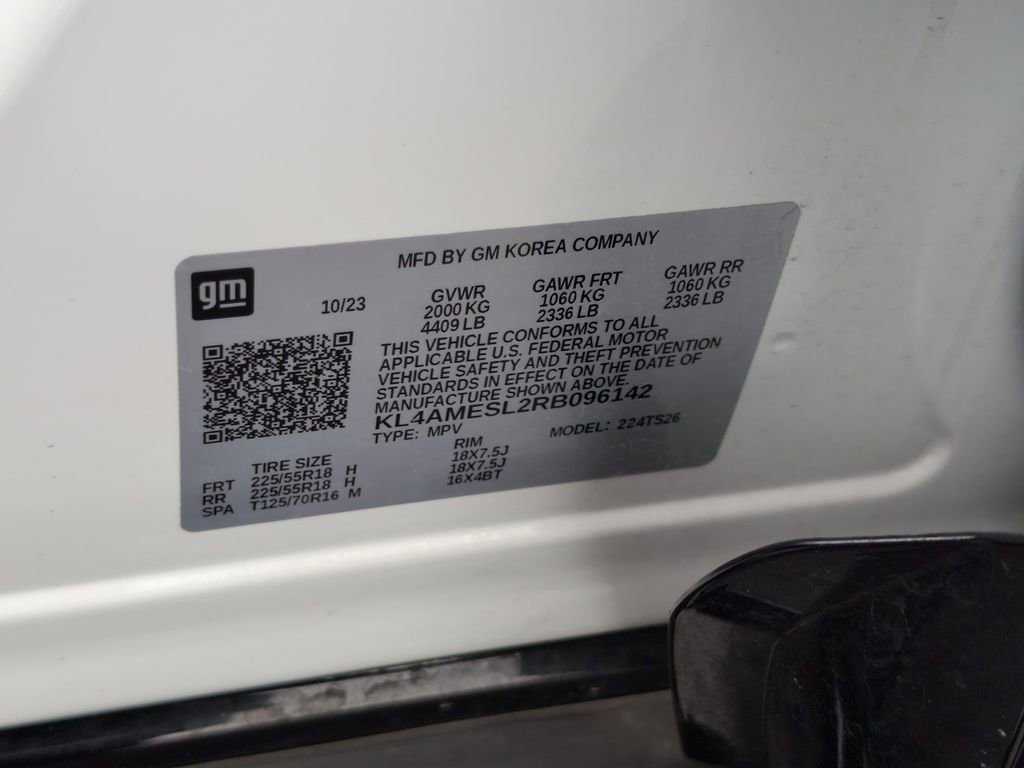 MFD BY GM KOREA COMPANY
gm
10/23
GVWR GAWR FRT GAWR RR
2000 KG 1060 KG 1060 KG
4409 LB 2336 LB 2336 LB
THIS VEHICLE CONFORMS TO ALL
APPLICABLE U.S. FEDERAL MOTOR
VEHICLE SAFETY AND THEFT PREVENTION
STANDARDS IN EFFECT ON THE DATE OF
MANUFACTURE SHOWN ABOVE.
KL4AMESL2RB096142
TYPE: MPV MODEL: 224TS26
TIRE SIZE RIM
FRT 225/55R18 H 18X7.5J
RR 225/55R18 H 18X7.5J
SPA T125/70R16 M 16X4BT